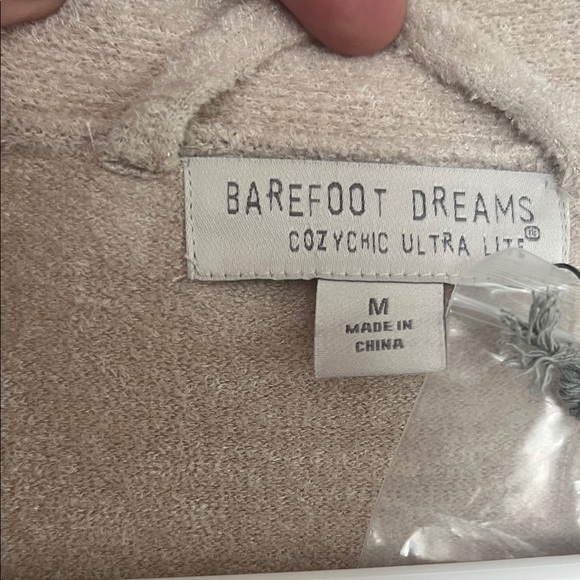 BAREFOOT DREAMS
COZYCHIC ULTRA LITE
M
MADE IN
CHINA